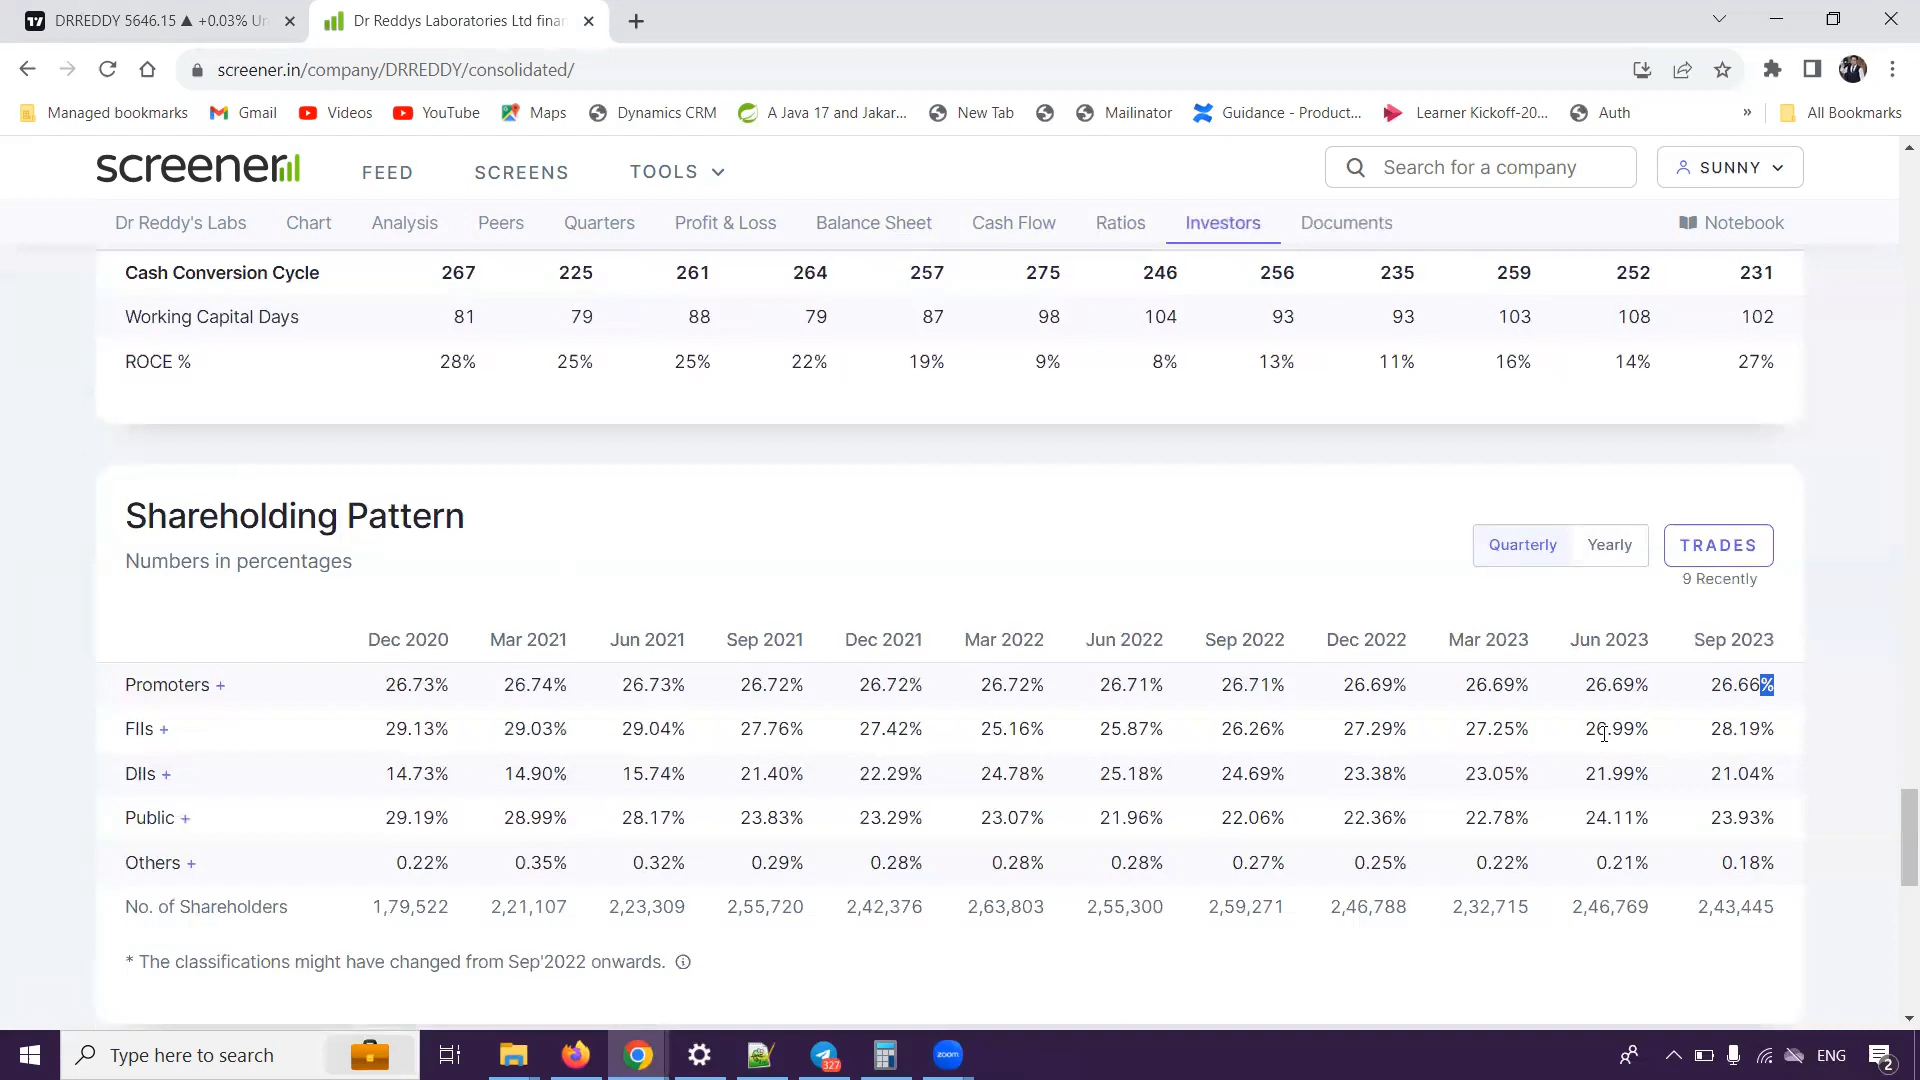 DRREDDY 5646.15 ▲ +0.03% Un
Dr Reddys Laboratories Ltd finan
screener.in/company/DRREDDY/consolidated/
Managed bookmarks Gmail Videos YouTube Maps Dynamics CRM A Java 17 and Jakar... New Tab Mailinator Guidance - Product... Learner Kickoff-20... Auth » All Bookmarks
screener FEED SCREENS TOOLS Search for a company SUNNY
Dr Reddy's Labs Chart Analysis Peers Quarters Profit & Loss Balance Sheet Cash Flow Ratios Investors Documents Notebook
Cash Conversion Cycle 267 225 261 264 257 275 246 256 235 259 252 231
Working Capital Days 81 79 88 79 87 98 104 93 93 103 108 102
ROCE % 28% 25% 25% 22% 19% 9% 8% 13% 11% 16% 14% 27%
Shareholding Pattern
Numbers in percentages
Quarterly Yearly TRADES
9 Recently
Dec 2020 Mar 2021 Jun 2021 Sep 2021 Dec 2021 Mar 2022 Jun 2022 Sep 2022 Dec 2022 Mar 2023 Jun 2023 Sep 2023
Promoters + 26.73% 26.74% 26.73% 26.72% 26.72% 26.72% 26.71% 26.71% 26.69% 26.69% 26.69% 26.66%
FIIs + 29.13% 29.03% 29.04% 27.76% 27.42% 25.16% 25.87% 26.26% 27.29% 27.25% 26.99% 28.19%
DIIs + 14.73% 14.90% 15.74% 21.40% 22.29% 24.78% 25.18% 24.69% 23.38% 23.05% 21.99% 21.04%
Public + 29.19% 28.99% 28.17% 23.83% 23.29% 23.07% 21.96% 22.06% 22.36% 22.78% 24.11% 23.93%
Others + 0.22% 0.35% 0.32% 0.29% 0.28% 0.28% 0.28% 0.27% 0.25% 0.22% 0.21% 0.18%
No. of Shareholders 1,79,522 2,21,107 2,23,309 2,55,720 2,42,376 2,63,803 2,55,300 2,59,271 2,46,788 2,32,715 2,46,769 2,43,445
* The classifications might have changed from Sep'2022 onwards.
Type here to search 327 zoom ENG 2